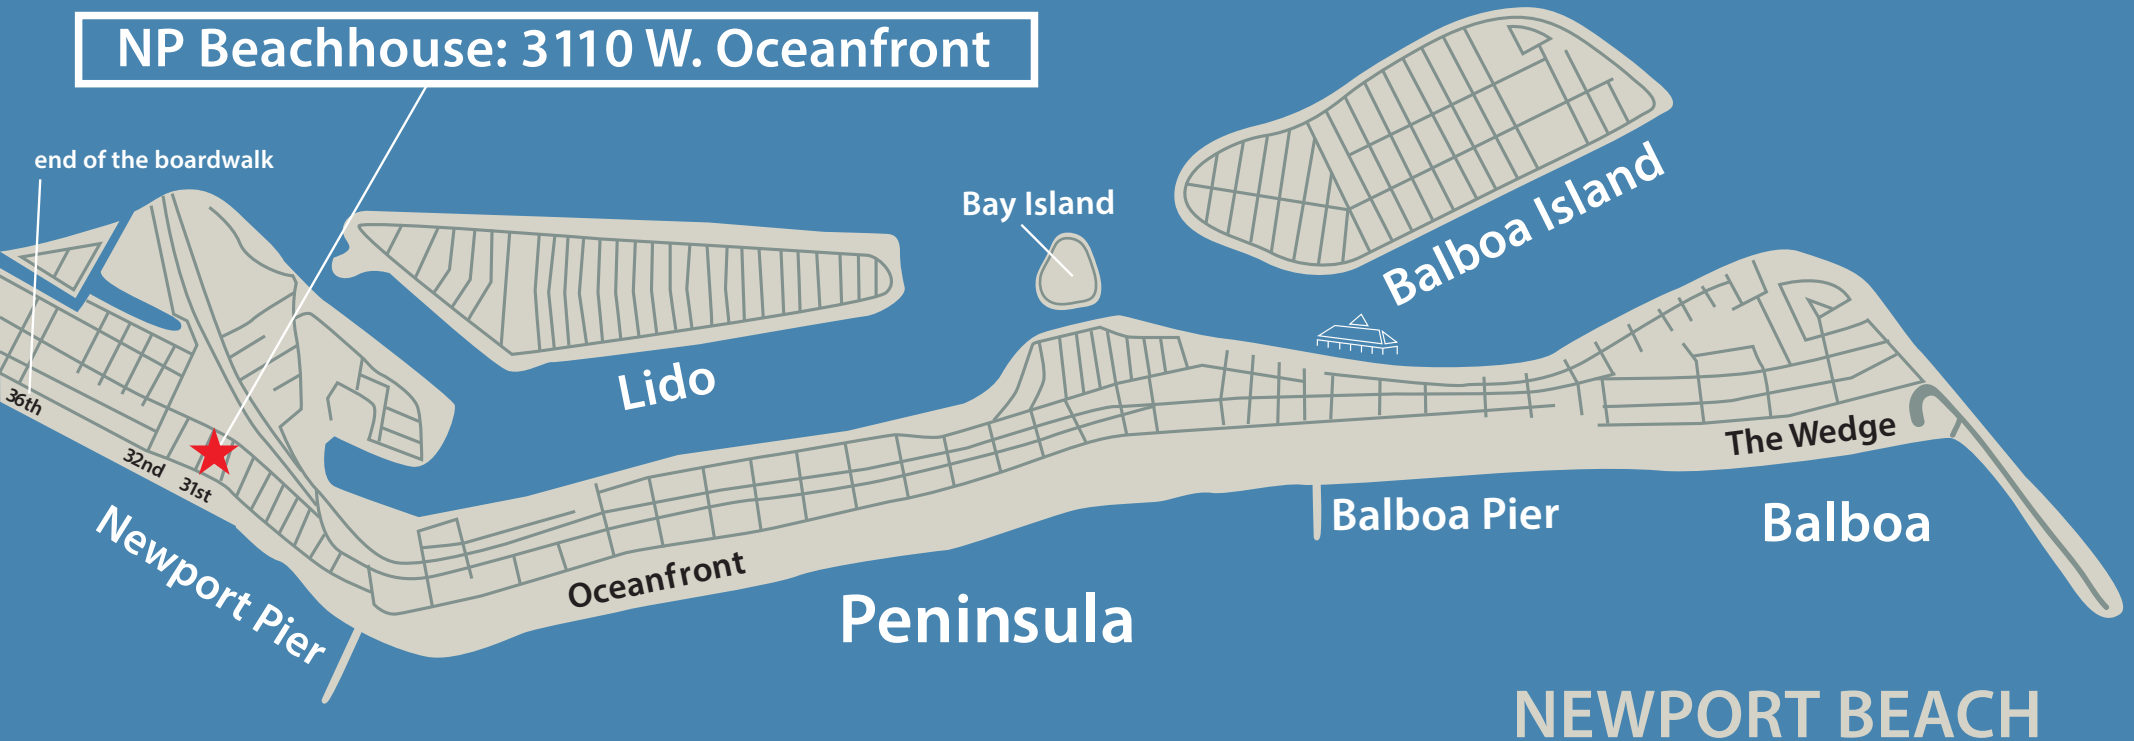 NP Beachhouse: 3110 W. Oceanfront
end of the boardwalk
Bay Island
Balboa Island
Lido
36th
32nd
31st
The Wedge
Newport Pier
Balboa Pier
Balboa
Oceanfront
Peninsula
NEWPORT BEACH